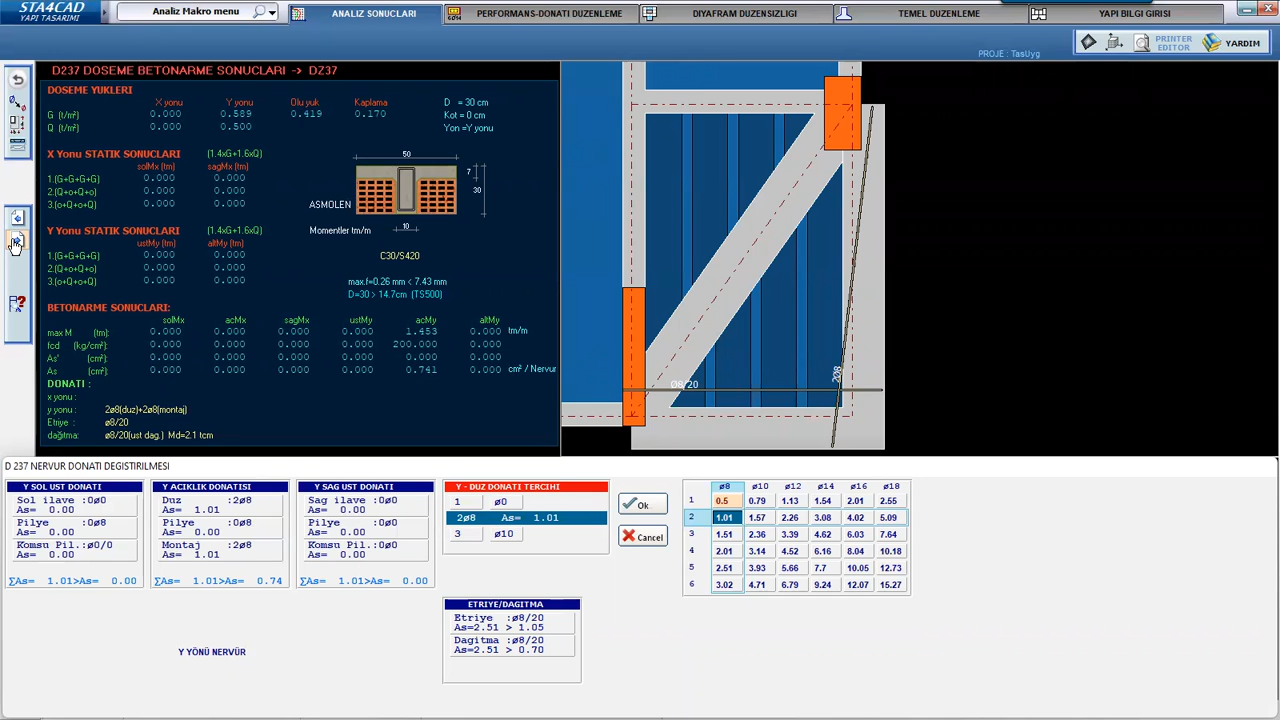 STA4CAD
YAPI TASARIMI
Analiz Makro menu
ANALIZ SONUCLARI
PERFORMANS-DONATI DUZENLEME
DIYAFRAM DUZENSIZLIGI
TEMEL DUZENLEME
YAPI BILGI GIRISI
PROJE : TasUyg
PRINTER
EDITOR
YARDIM
D237 DOSEME BETONARME SONUCLARI -> DZ37
DOSEME YUKLERI
X yonu Y yonu Olu yuk Kaplama
G (t/m²) 0.000 0.589 0.419 0.170
Q (t/m²) 0.000 0.500
D = 30 cm
Kot = 0 cm
Yon =Y yonu
X Yonu STATIK SONUCLARI (1.4xG+1.6xQ)
solMx (tm) sagMx (tm)
1.(G+G+G+G) 0.000 0.000
2.(Q+o+Q+o) 0.000 0.000
3.(o+Q+o+Q) 0.000 0.000
50
7
30
ASMOLEN
10
Momentler tm/m
Y Yonu STATIK SONUCLARI (1.4xG+1.6xQ)
ustMy (tm) altMy (tm)
1.(G+G+G+G) 0.000 0.000
2.(Q+o+Q+o) 0.000 0.000
3.(o+Q+o+Q) 0.000 0.000
C30/S420
max.f=0.26 mm < 7.43 mm
D=30 > 14.7cm (TS500)
BETONARME SONUCLARI:
solMx acMx sagMx ustMy acMy altMy
max M (tm): 0.000 0.000 0.000 0.000 1.453 0.000 tm/m
fcd (kg/cm²) 0.000 0.000 0.000 0.000 200.000 0.000
As' (cm²) 0.000 0.000 0.000 0.000 0.000 0.000
As (cm²) 0.000 0.000 0.000 0.000 0.741 0.000 cm² / Nervur
DONATI :
x yonu :
y yonu : 2ø8(duz)+2ø8(montaj)
Etriye : ø8/20
dağıtma: ø8/20(ust dag.) Md=2.1 tcm
Ø8/20
2Ø8
D 237 NERVUR DONATI DEGISTIRILMESI
Y SOL UST DONATI
Sol ilave :0ø0
As= 0.00
Pilye :0ø8
As= 0.00
Komsu Pil.:0ø/0
As= 0.00
∑As= 1.01>As= 0.00
Y ACIKLIK DONATISI
Duz :2ø8
As= 1.01
Pilye :0ø8
As= 0.00
Montaj :2ø8
As= 1.01
∑As= 1.01>As= 0.74
Y SAG UST DONATI
Sag ilave :0ø0
As= 0.00
Pilye :0ø0
As= 0.00
Komsu Pil.:0ø0
As= 0.00
∑As= 1.01>As= 0.00
Y - DUZ DONATI TERCIHI
1 ø0
2ø8 As= 1.01
3 ø10
Ok
Cancel
ø8 ø10 ø12 ø14 ø16 ø18
1 0.5 0.79 1.13 1.54 2.01 2.55
2 1.01 1.57 2.26 3.08 4.02 5.09
3 1.51 2.36 3.39 4.62 6.03 7.64
4 2.01 3.14 4.52 6.16 8.04 10.18
5 2.51 3.93 5.66 7.7 10.05 12.73
6 3.02 4.71 6.79 9.24 12.07 15.27
ETRIYE/DAGITMA
Etriye :ø8/20
As=2.51 > 1.05
Dagitma :ø8/20
As=2.51 > 0.70
Y YÖNÜ NERVÜR